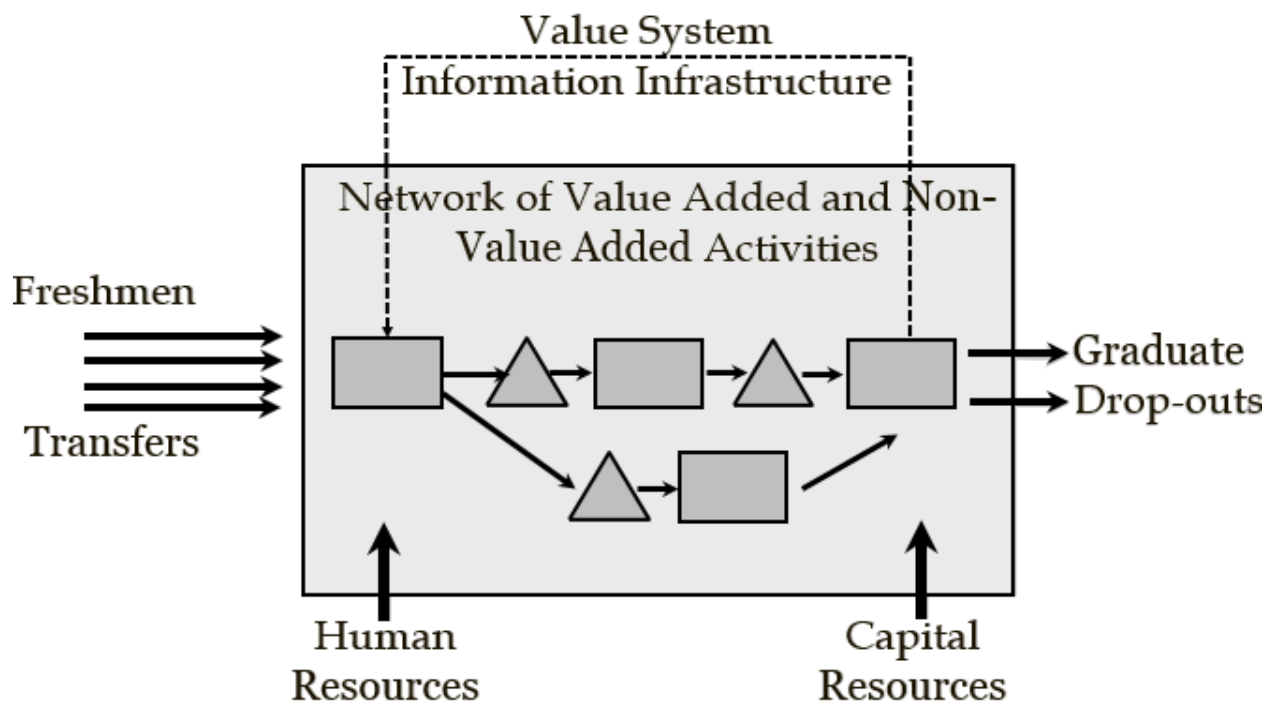 Value System
Information Infrastructure
Network of Value Added and Non-
Value Added Activities
Freshmen
Transfers
Graduate
Drop-outs
Human
Resources
Capital
Resources